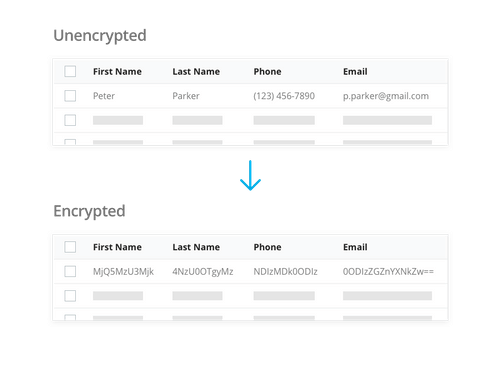 Unencrypted
First Name Last Name Phone Email
Peter Parker (123) 456-7890 p.parker@gmail.com
Encrypted
First Name Last Name Phone Email
MjQ5MzU3Mjk 4NzU0OTgyMz NDIzMDk0ODIz 0ODIzZGZnYXNkZw==